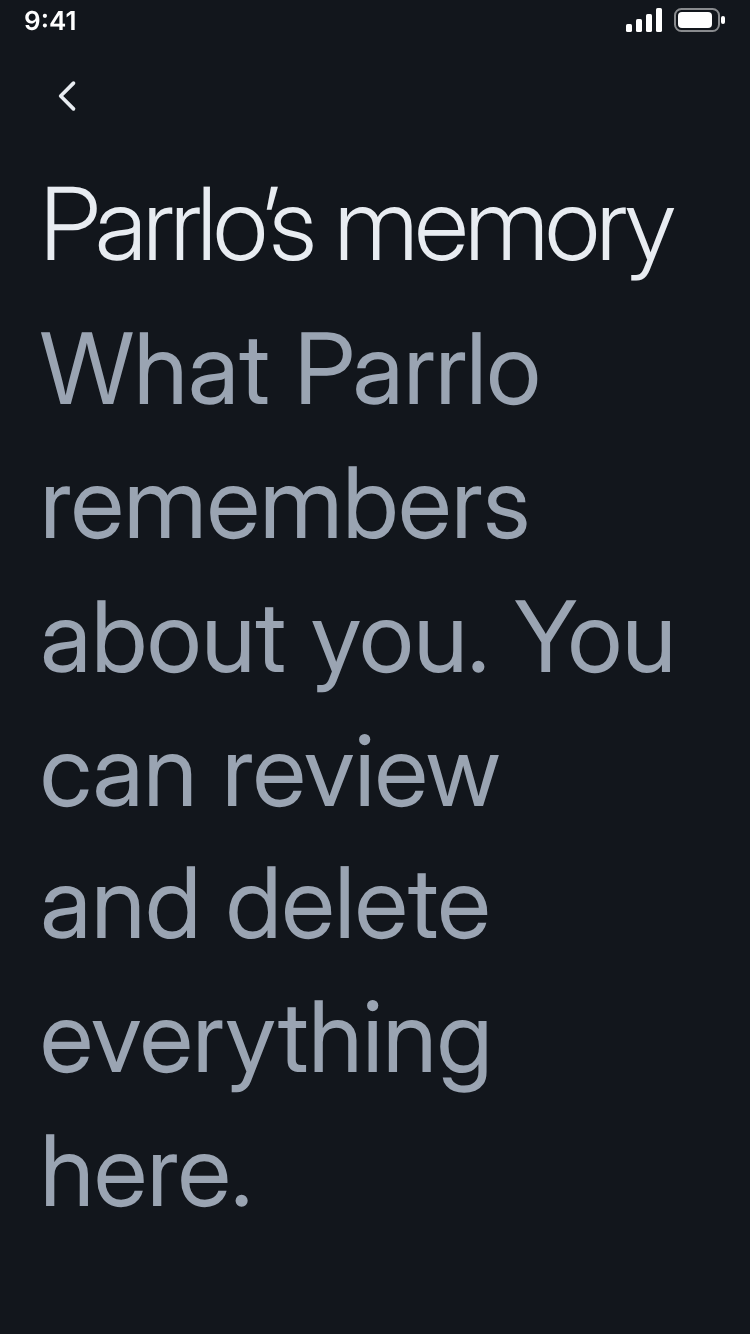 9:41
Parrlo’s memory
What Parrlo
remembers
about you. You
can review
and delete
everything
here.